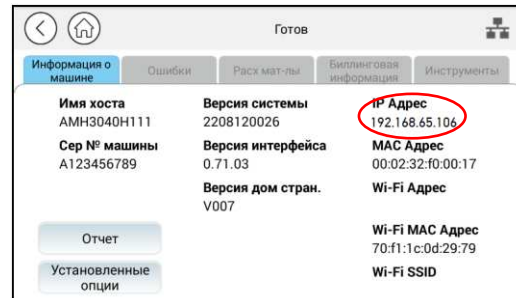 Готов
Информация о
машине
Ошибки
Расх мат-лы
Биллинговая
информация
Инструменты
Имя хоста
AMH3040H111
Версия системы
2208120026
IP Адрес
192.168.65.106
Сер № машины
A123456789
Версия интерфейса
0.71.03
MAC Адрес
00:02:32:f0:00:17
Версия дом стран.
V007
Wi-Fi Адрес
Wi-Fi MAC Адрес
70:f1:1c:0d:29:79
Wi-Fi SSID
Отчет
Установленные
опции